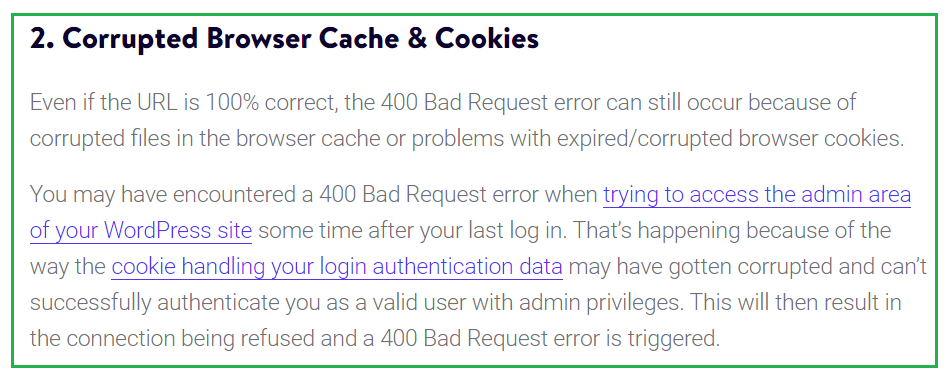 2. Corrupted Browser Cache & Cookies
Even if the URL is 100% correct, the 400 Bad Request error can still occur because of
corrupted files in the browser cache or problems with expired/corrupted browser cookies.
You may have encountered a 400 Bad Request error when trying to access the admin area
of your WordPress site some time after your last log in. That’s happening because of the
way the cookie handling your login authentication data may have gotten corrupted and can’t
successfully authenticate you as a valid user with admin privileges. This will then result in
the connection being refused and a 400 Bad Request error is triggered.